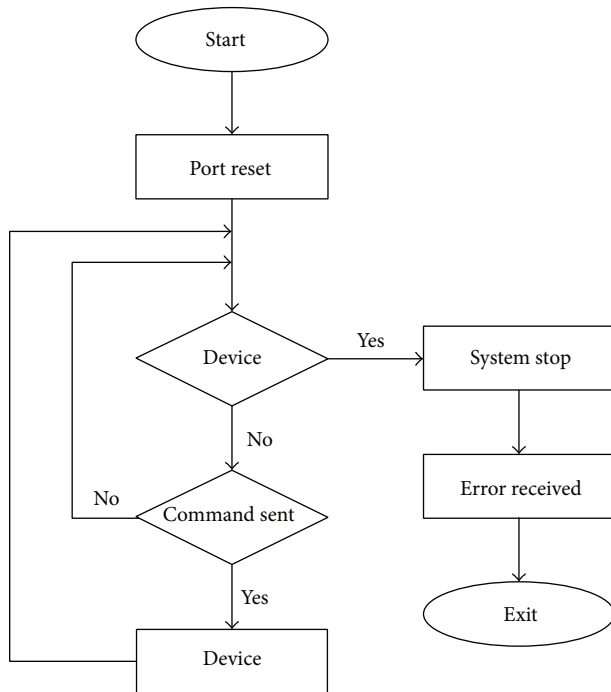 Start
Port reset
Device
Yes
System stop
No
Error received
No
Command sent
Yes
Exit
Device